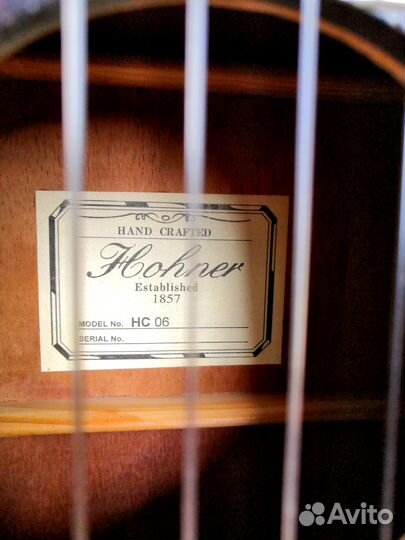 HAND CRAFTED
Hohner
Established
1857
MODEL No. HC 06
SERIAL No.
Avito